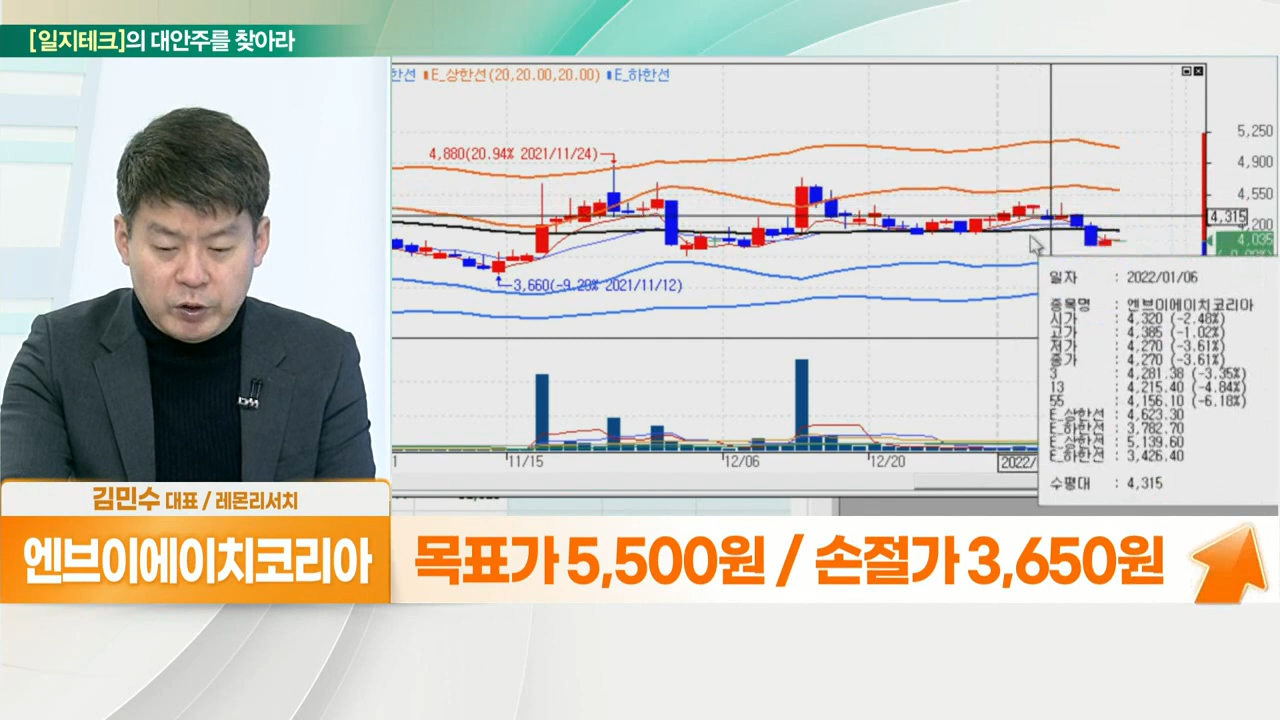 [일지테크]의 대안주를 찾아라
한선 E_상한선(20,20.00,20.00) E_하한선
5,250
4,880(20.94% 2021/11/24)
4,900
4,550
4,315
200
4,035
3,660(-9.29% 2021/11/12)
일자 : 2022/01/06
종목명 : 엔브이에이치코리아
시가 : 4,320 (-2.48%)
고가 : 4,385 (-1.02%)
저가 : 4,270 (-3.61%)
종가 : 4,270 (-3.61%)
3 : 4,281.38 (-3.35%)
13 : 4,215.40 (-4.84%)
55 : 4,156.10 (-6.18%)
E_상한선 : 4,623.30
E_하한선 : 3,782.70
E_상한선 : 5,139.60
E_하한선 : 3,426.40
수평대 : 4,315
1 11/15 12/06 12/20 2022/
김민수 대표 / 레몬리서치
엔브이에이치코리아
목표가 5,500원 / 손절가 3,650원